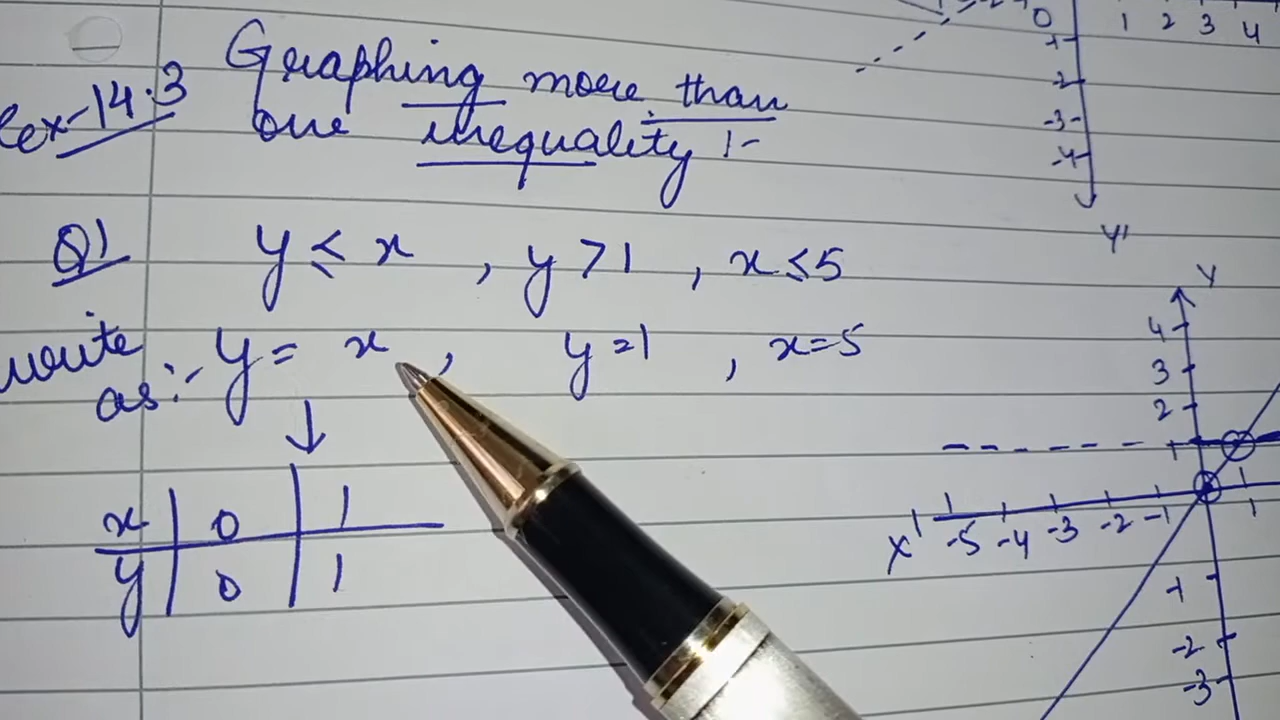 Graphing more than
ex-14.3
one inequality :-
Q1 y ≤ x , y > 1 , x ≤ 5
write as:- y = x , y = 1 , x = 5
↓
x | 0 | 1
y | 0 | 1
0 1 2 3 4
-1
-2
-3
-4
Y'
Y
4
3
2
1
X' -5 -4 -3 -2 -1 1
-1
-2
-3